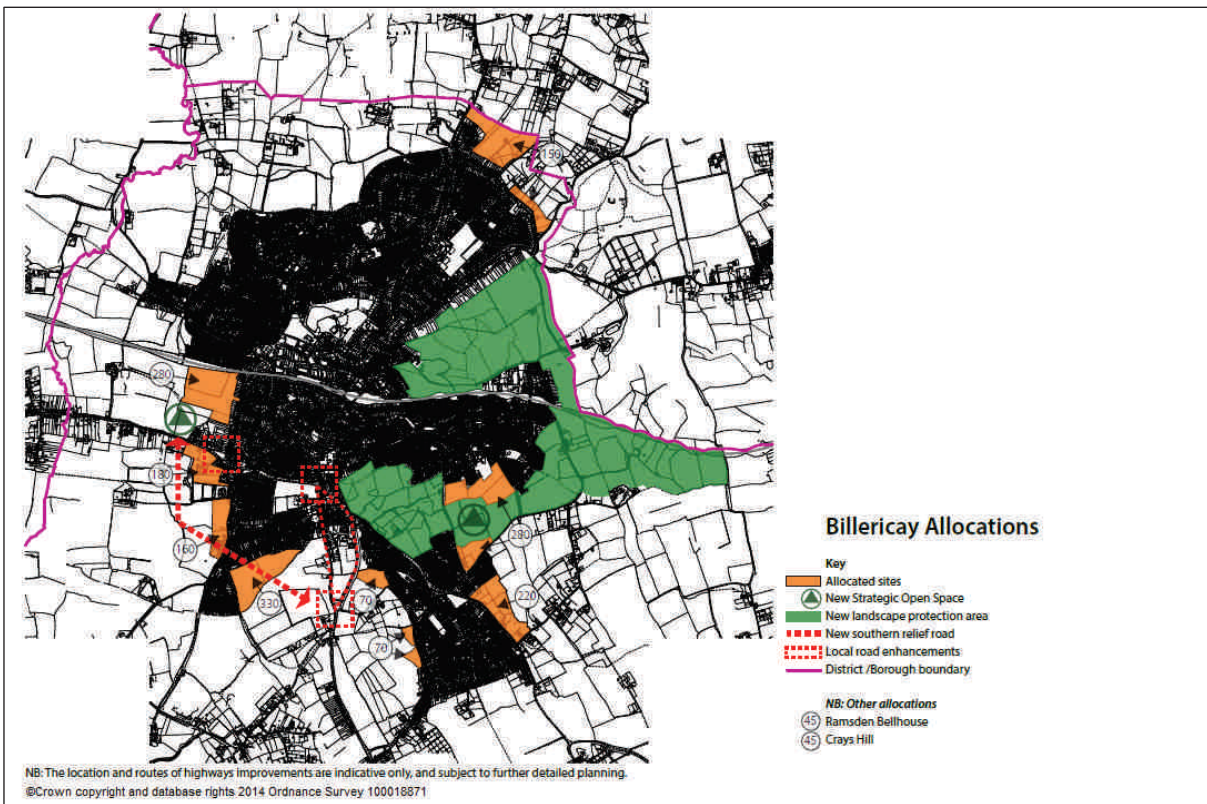 150
280
180
160
330
70
70
280
220
Billericay Allocations
Key
Allocated sites
New Strategic Open Space
New landscape protection area
New southern relief road
Local road enhancements
District /Borough boundary
NB: Other allocations
45 Ramsden Bellhouse
45 Crays Hill
NB: The location and routes of highways improvements are indicative only, and subject to further detailed planning.
©Crown copyright and database rights 2014 Ordnance Survey 100018871